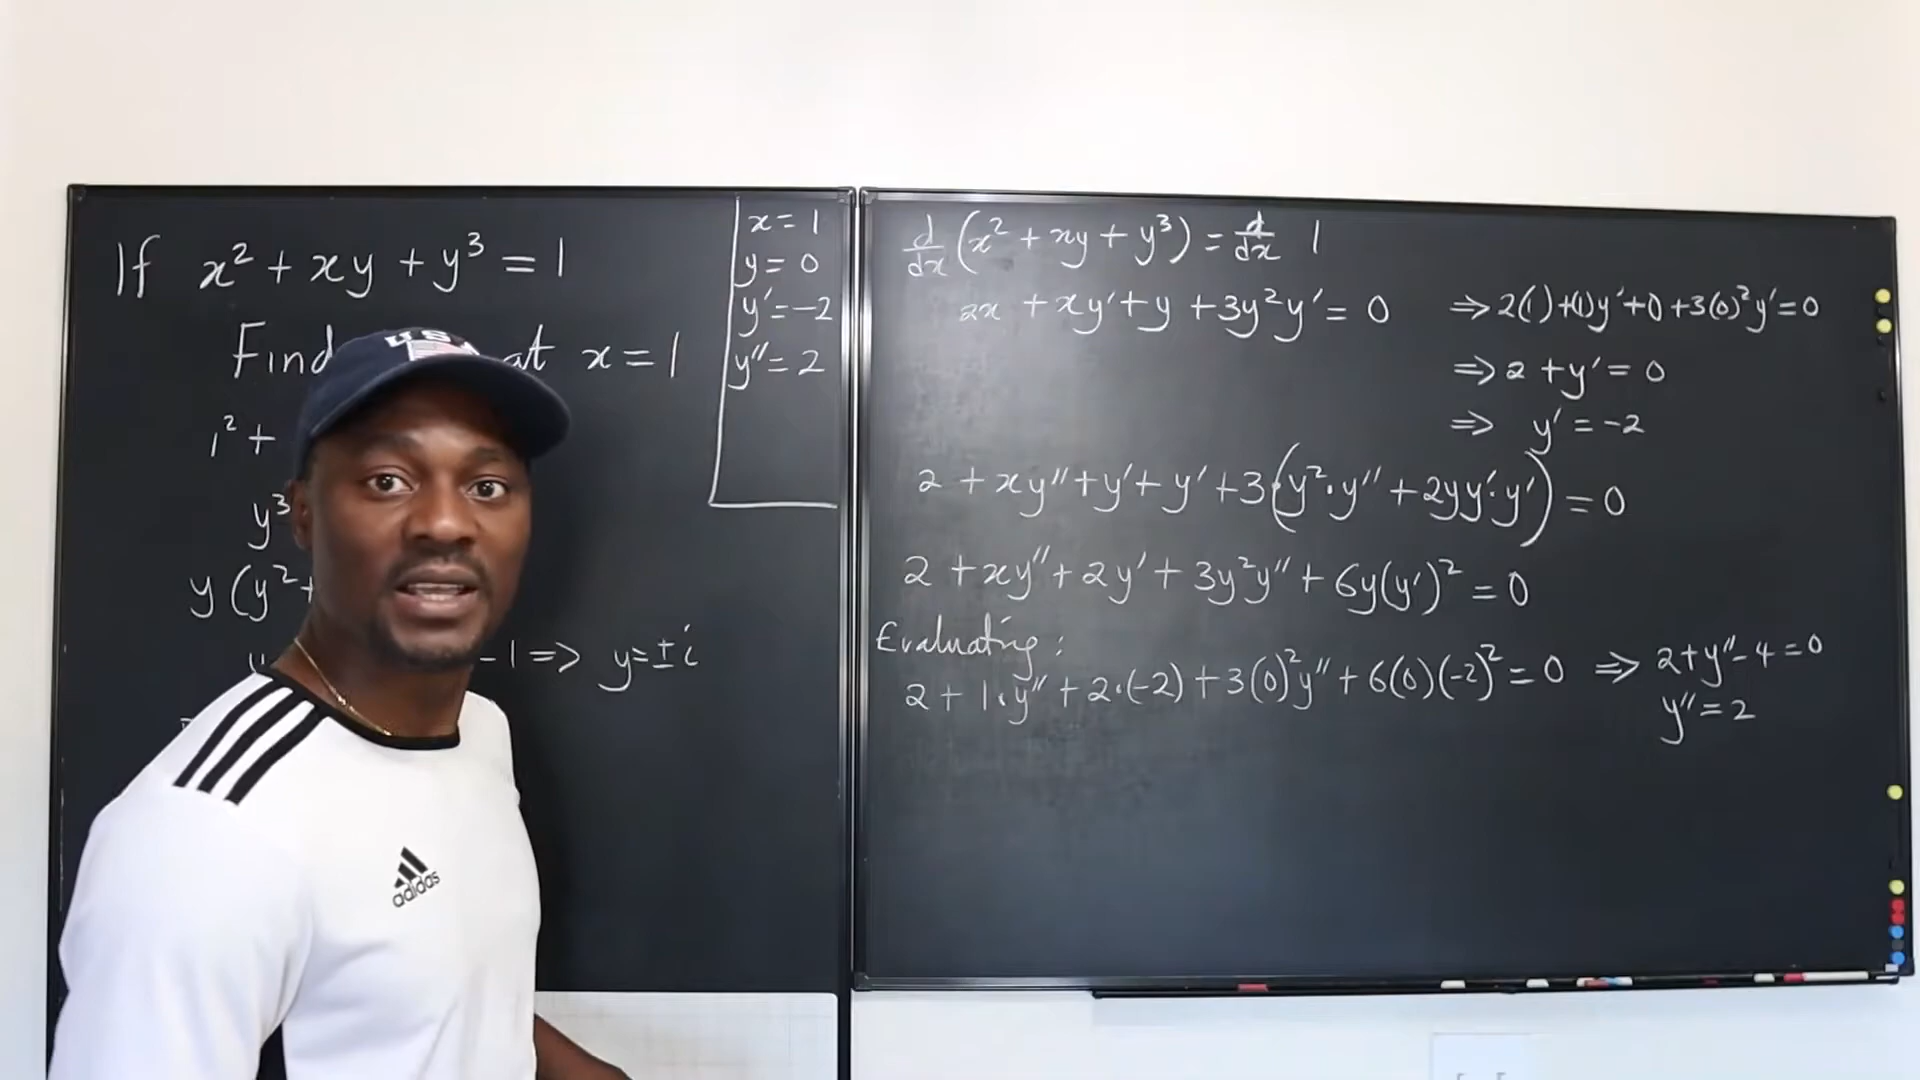 If x² + xy + y³ = 1
Find at x = 1
1² +
y³
y(y²+
-1 => y=±i
x = 1
y = 0
y' = -2
y'' = 2
d/dx (x² + xy + y³) = d/dx 1
2x + xy' + y + 3y²y' = 0 => 2(1)+(1)y'+0+3(0)²y'=0
=> 2 + y' = 0
=> y' = -2
2 + xy'' + y' + y' + 3·(y²·y'' + 2yy'·y') = 0
2 + xy'' + 2y' + 3y²y'' + 6y(y')² = 0
Evaluating:
2 + 1·y'' + 2·(-2) + 3(0)²y'' + 6(0)(-2)² = 0 => 2+y''-4=0
y''=2
USA
adidas